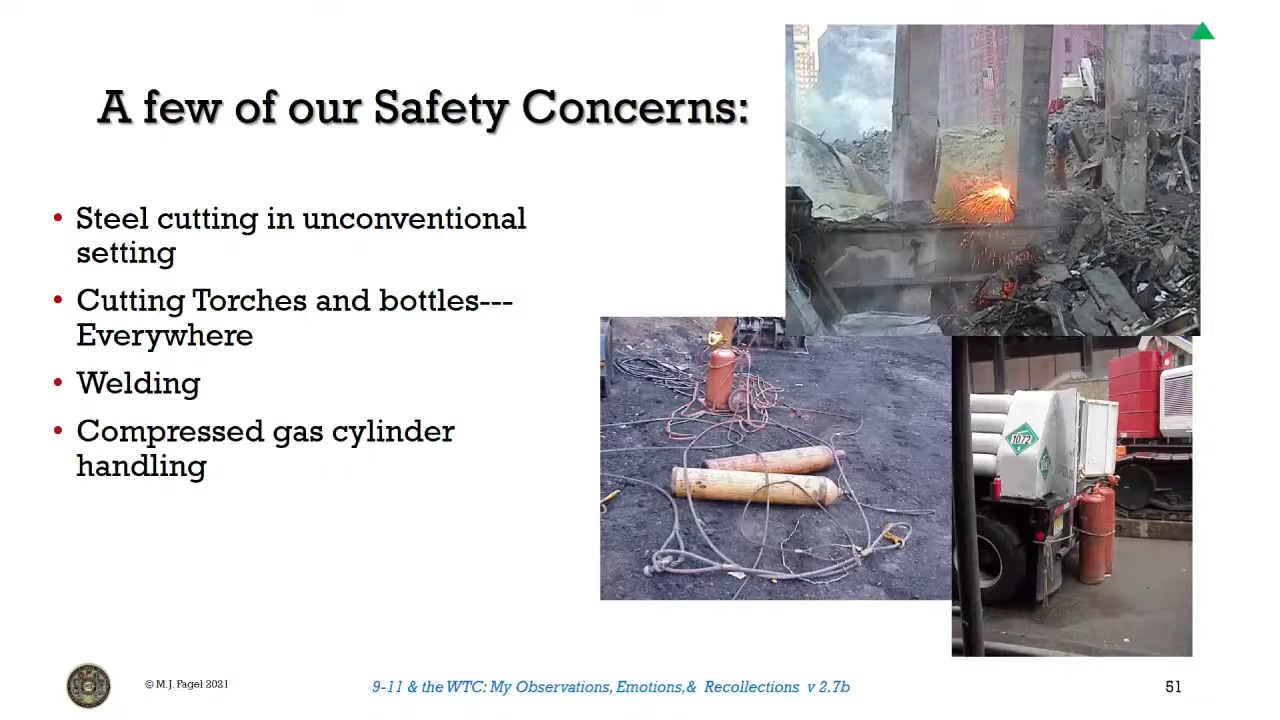 A few of our Safety Concerns:
• Steel cutting in unconventional
setting
• Cutting Torches and bottles---
Everywhere
• Welding
• Compressed gas cylinder
handling
1072
© M.J. Pagel 2021
9-11 & the WTC: My Observations, Emotions,& Recollections v 2.7b
51